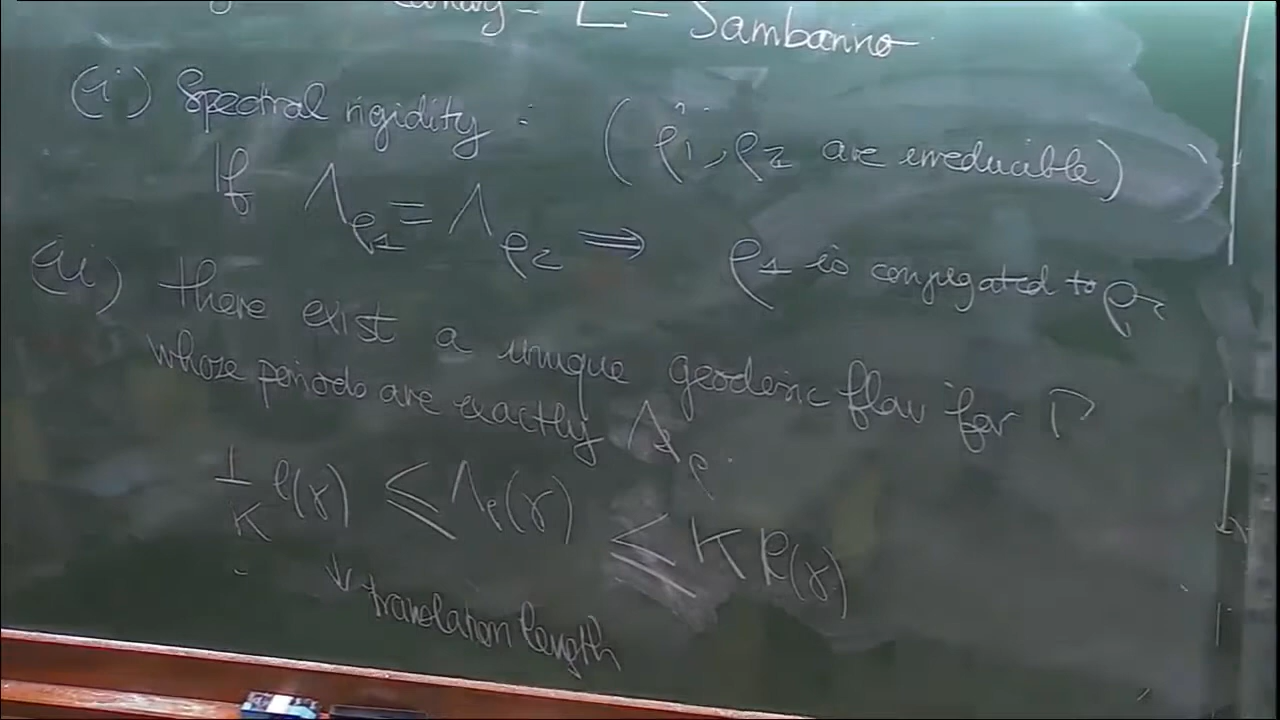 - L - Sambarino
(i) Spectral rigidity : (ρ1, ρ2 are irreducible)
If Λρ1 = Λρ2 ⇒ ρ1 is conjugated to ρ2
(ii) there exist a unique geodesic flow for Γ
whose periods are exactly Λρ.
1/K ℓ(γ) ≤ Λρ(γ) ≤ K ℓ(γ)
↓ translation length